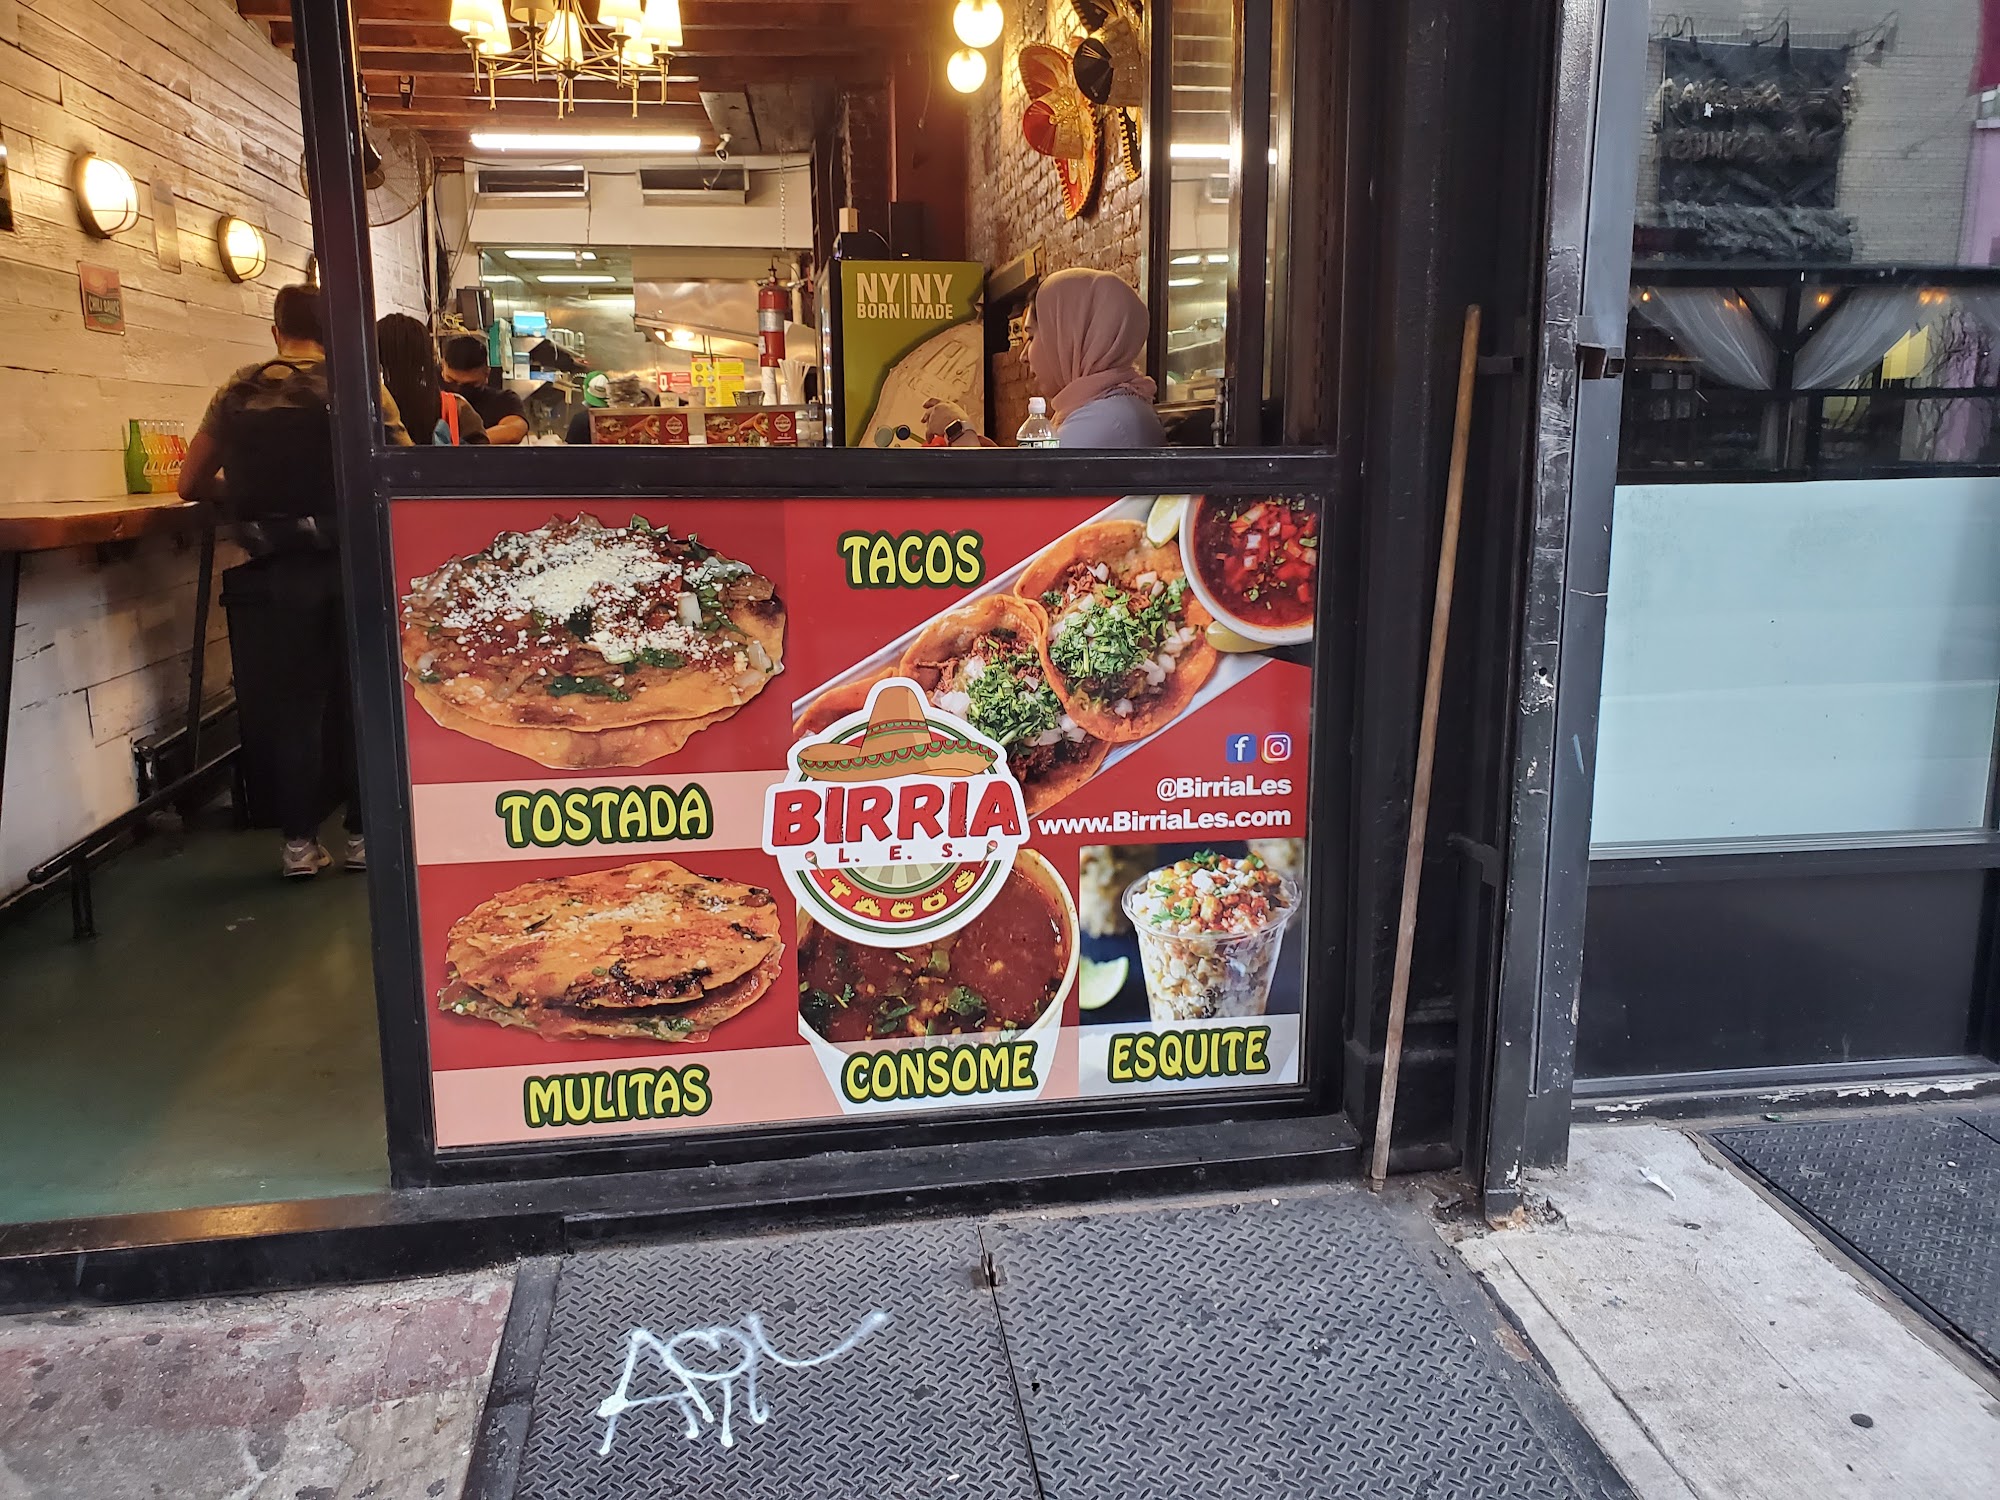 NY NY
BORN MADE
TACOS
TOSTADA
BIRRIA
L. E. S.
TACOS
@BirriaLes
www.BirriaLes.com
MULITAS
CONSOME
ESQUITE